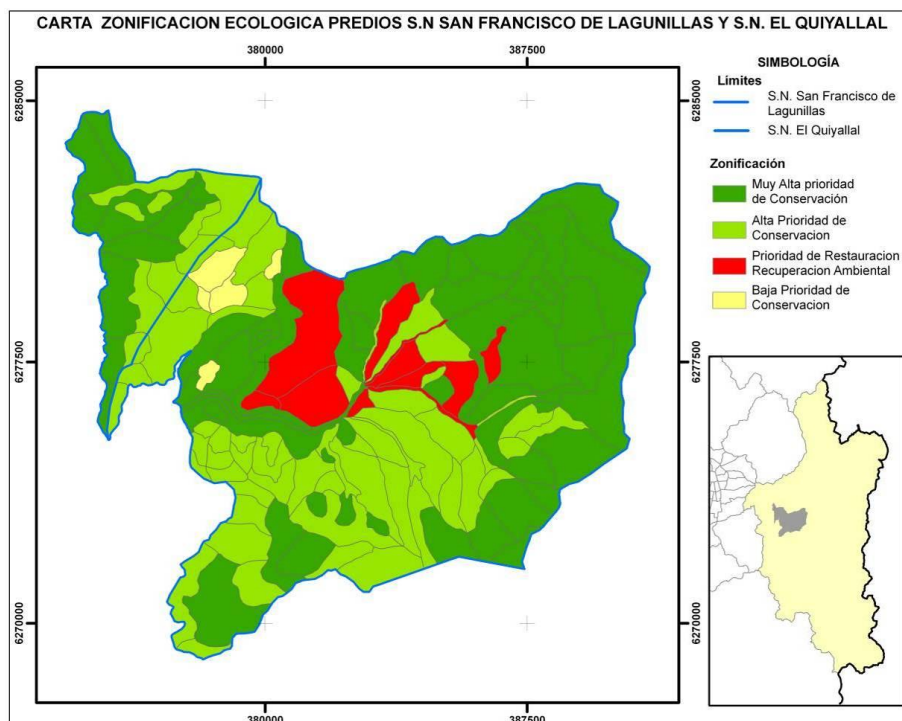 CARTA ZONIFICACION ECOLOGICA PREDIOS S.N SAN FRANCISCO DE LAGUNILLAS Y S.N. EL QUIYALLAL
380000
387500
6285000
6285000
6277500
6277500
6270000
6270000
380000
387500
SIMBOLOGÍA
Límites
S.N. San Francisco de
Lagunillas
S.N. El Quiyallal
Zonificación
Muy Alta prioridad
de Conservación
Alta Prioridad de
Conservacion
Prioridad de Restauracion
Recuperacion Ambiental
Baja Prioridad de
Conservacion